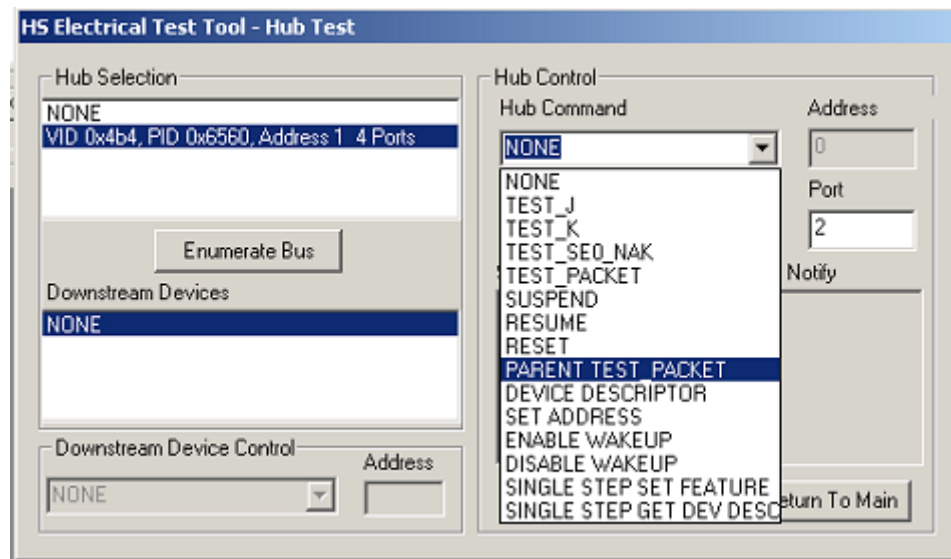 HS Electrical Test Tool - Hub Test
Hub Selection
NONE
VID 0x4b4, PID 0x6560, Address 1 4 Ports
Enumerate Bus
Downstream Devices
NONE
Downstream Device Control
Address
NONE
Hub Control
Hub Command
Address
NONE
0
Port
2
NONE
TEST_J
TEST_K
TEST_SE0_NAK
TEST_PACKET
SUSPEND
RESUME
RESET
PARENT TEST_PACKET
DEVICE DESCRIPTOR
SET ADDRESS
ENABLE WAKEUP
DISABLE WAKEUP
SINGLE STEP SET FEATURE
SINGLE STEP GET DEV DESC
Notify
To Main